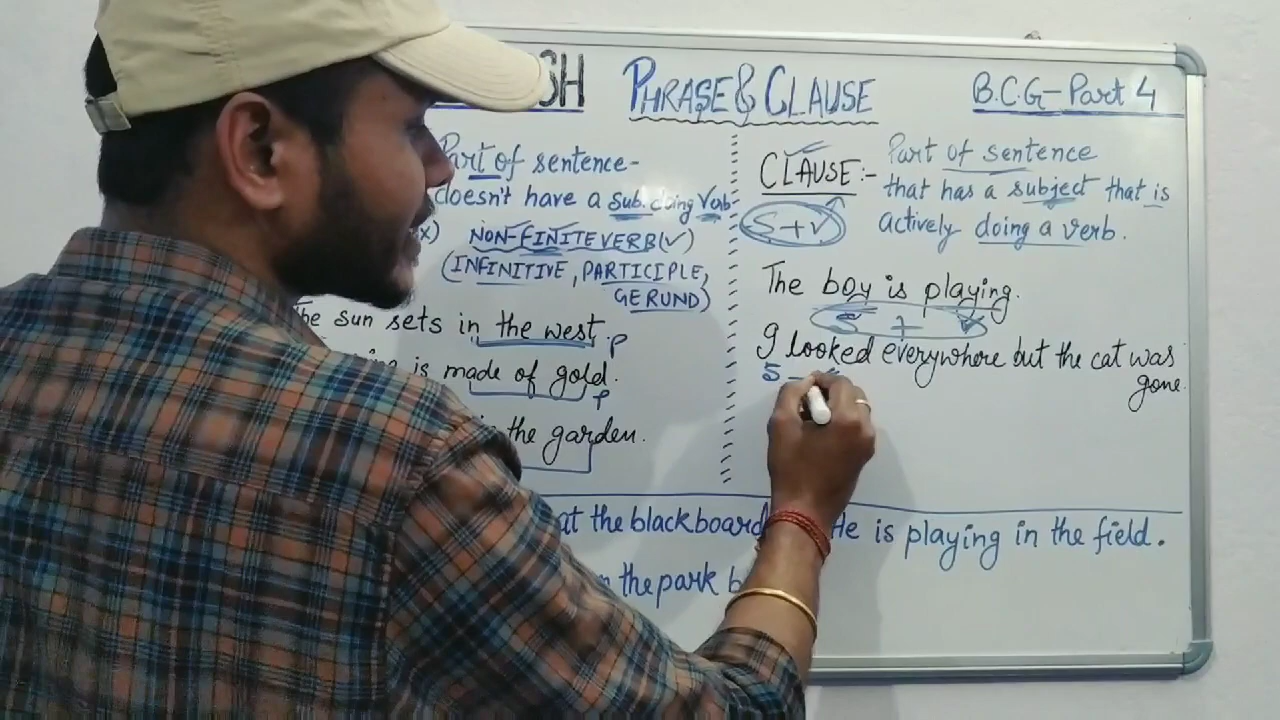 SH PHRASE & CLAUSE B.C.G-Part 4
Part of sentence-
doesn't have a sub. doing Verb
x) NON-FINITE VERB(✓)
(INFINITIVE, PARTICIPLE,
GERUND)
The sun sets in the west. P
is made of gold.
P
the garden.
CLAUSE:- Part of sentence
that has a subject that is
S+V actively doing a verb.
The boy is playing.
S + V
I looked everywhere but the cat was
gone.
S
at the blackboard He is playing in the field.
the park